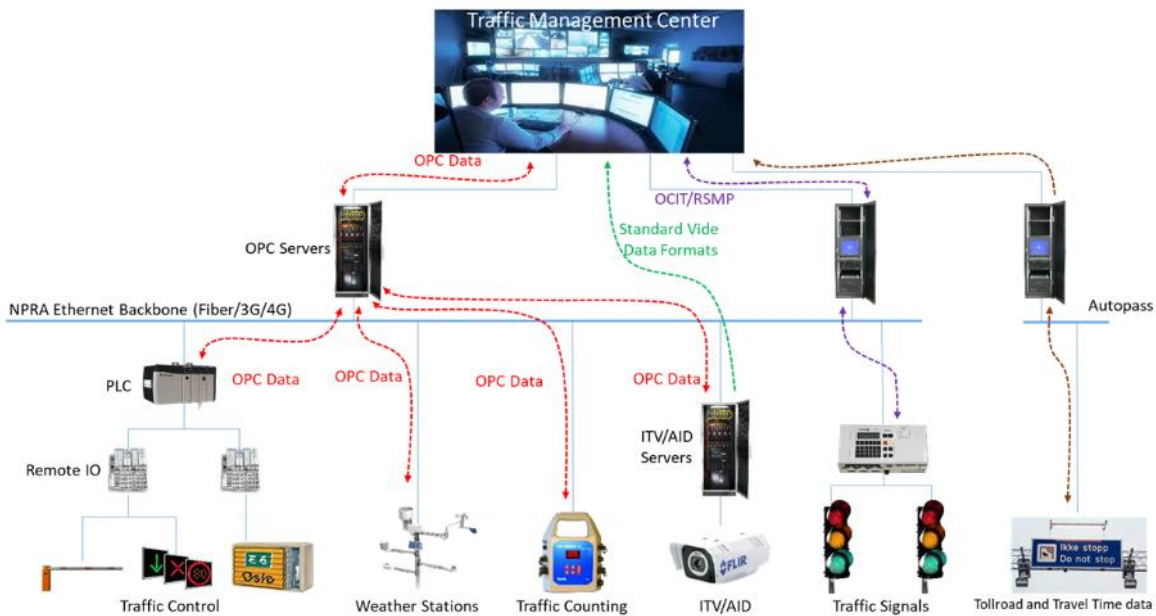 Traffic Management Center
OPC Data
OCIT/RSMP
OPC Servers
Standard Vide
Data Formats
NPRA Ethernet Backbone (Fiber/3G/4G)
Autopass
PLC
OPC Data
OPC Data
OPC Data
OPC Data
ITV/AID
Servers
Remote IO
E6
Oslo
80
FLIR
Ikke stopp
Do not stop
Traffic Control
Weather Stations
Traffic Counting
ITV/AID
Traffic Signals
Tollroad and Travel Time data